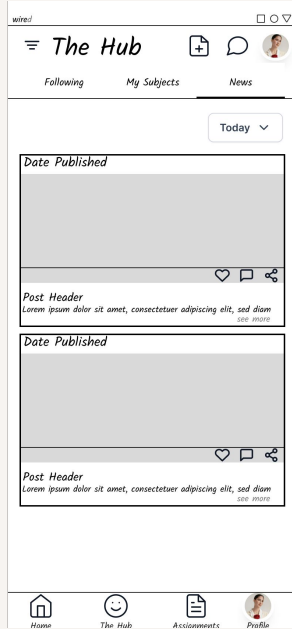 wired
The Hub
Following My Subjects News
Today
Date Published
Post Header
Lorem ipsum dolor sit amet, consectetuer adipiscing elit, sed diam
see more
Date Published
Post Header
Lorem ipsum dolor sit amet, consectetuer adipiscing elit, sed diam
see more
Home The Hub Assignments Profile